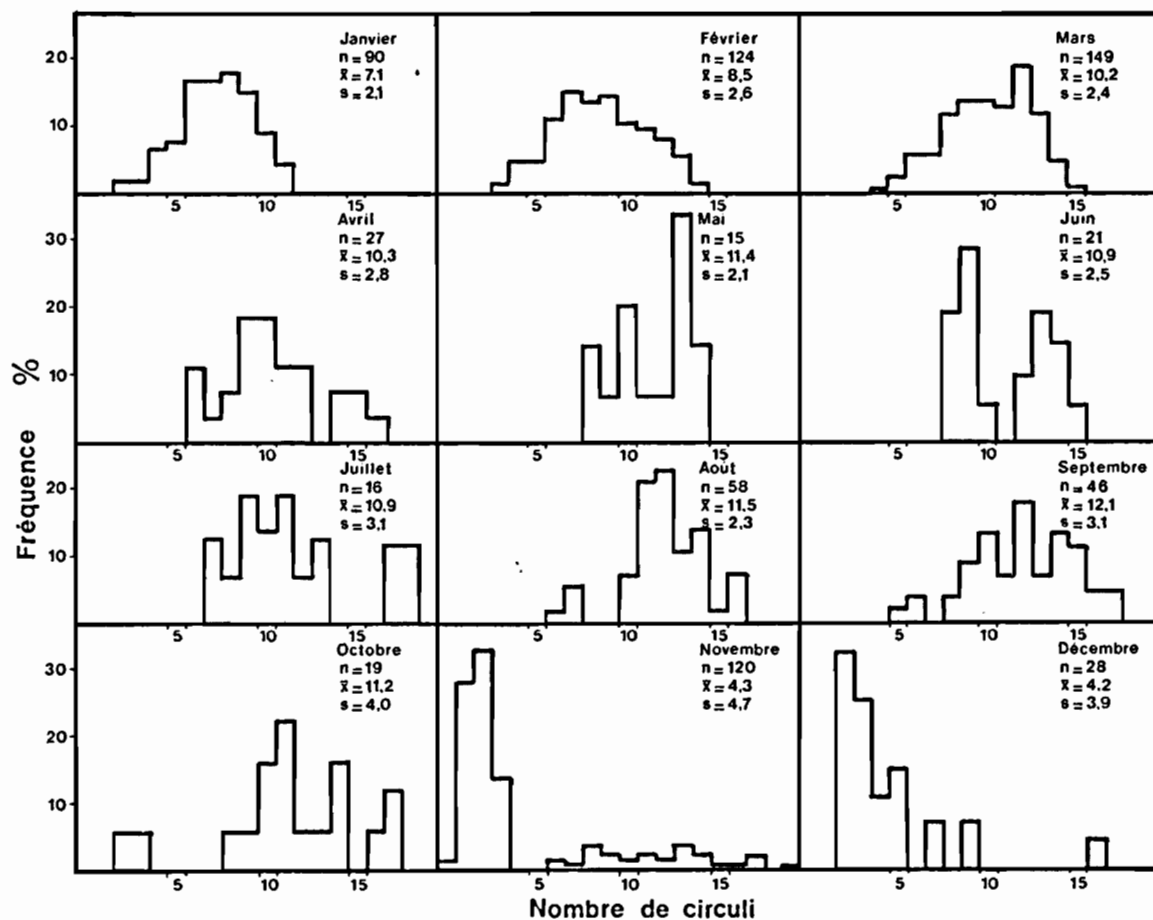 Fréquence %
20
10
Janvier
n = 90
x̄ = 7.1
s = 2,1
5 10 15
Février
n = 124
x̄ = 8,5
s = 2,6
5 10 15
Mars
n = 149
x̄ = 10,2
s = 2,4
5 10 15
30
20
10
Avril
n = 27
x̄ = 10,3
s = 2,8
5 10 15
Mai
n = 15
x̄ = 11,4
s = 2,1
5 10 15
Juin
n = 21
x̄ = 10,9
s = 2,5
5 10 15
20
10
Juillet
n = 16
x̄ = 10,9
s = 3,1
5 10 15
Août
n = 58
x̄ = 11.5
s = 2,3
5 10 15
Septembre
n = 46
x̄ = 12,1
s = 3,1
5 10 15
30
20
10
Octobre
n = 19
x̄ = 11,2
s = 4,0
5 10 15
Novembre
n = 120
x̄ = 4,3
s = 4,7
5 10 15
Décembre
n = 28
x̄ = 4,2
s = 3,9
5 10 15
Nombre de circuli